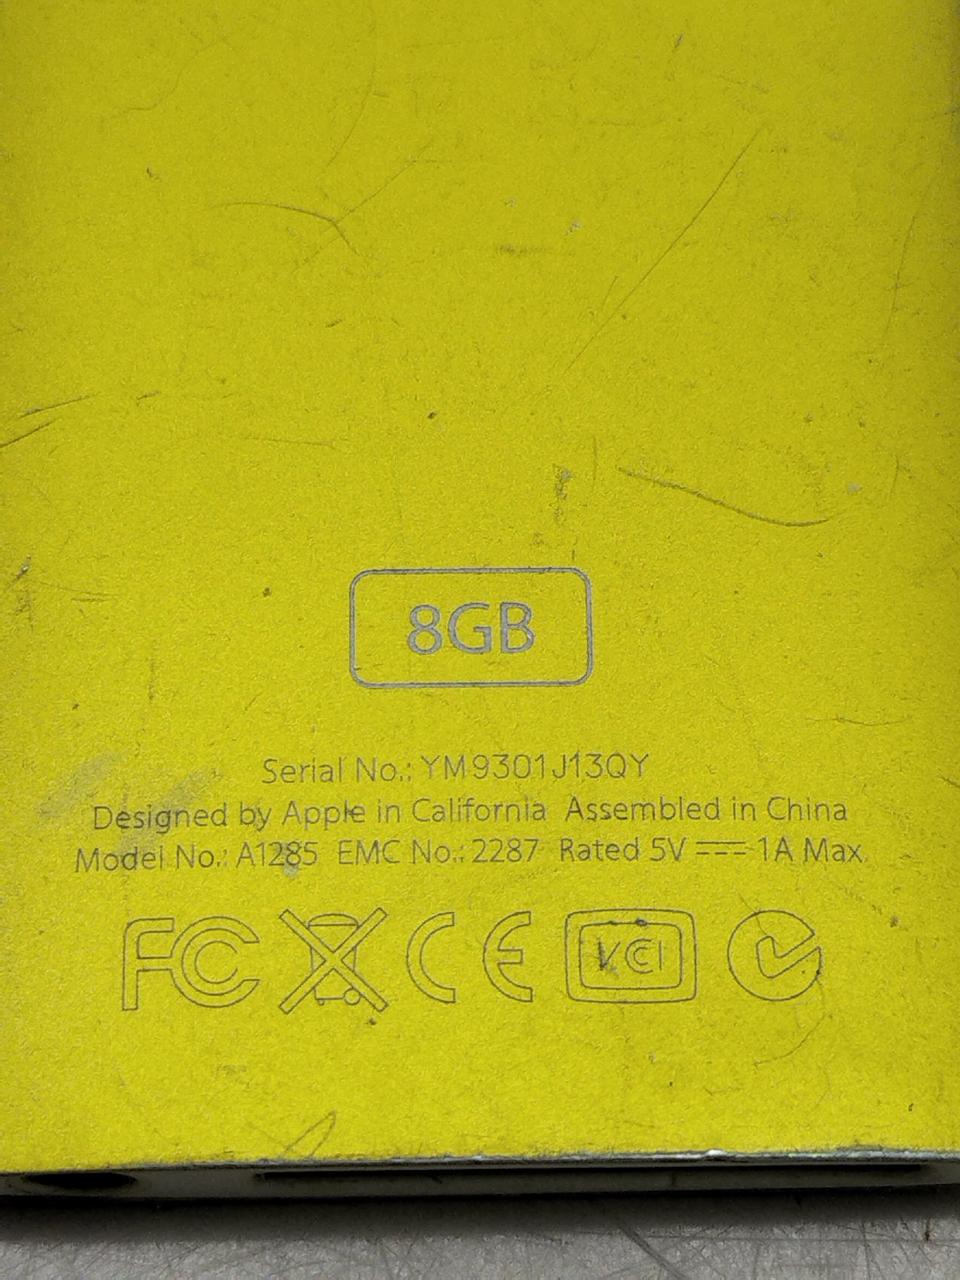 8GB
Serial No.: YM9301J13QY
Designed by Apple in California Assembled in China
Model No.: A1285 EMC No.: 2287 Rated 5V ⎓ 1A Max.
FC CE VCI